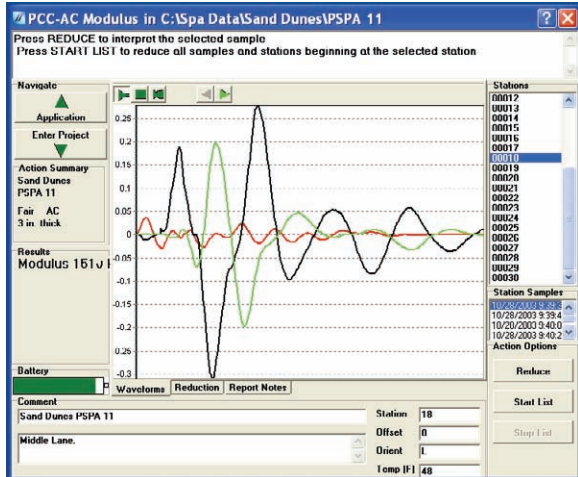 PCC-AC Modulus in C:\Spa Data\Sand Dunes\PSPA 11
Press REDUCE to interpret the selected sample
Press START LIST to reduce all samples and stations beginning at the selected station
Navigate
Application
Enter Project
Action Summary
Sand Dunes
PSPA 11
Fair AC
3 in. thick
Results
Modulus
Battery
0.25
0.2
0.15
0.1
0.05
0
-0.05
-0.1
-0.15
-0.2
-0.25
-0.3
Waveforms Reduction Report Notes
Stations
00012
00013
00014
00015
00016
00017
00018
00019
00020
00021
00022
00023
00024
00025
00026
00027
00028
00029
00030
Station Samples
10/28/2003 9:39:3
10/28/2003 9:39:4
10/28/2003 9:40:0
10/28/2003 9:40:2
Action Options
Reduce
Start List
Stop List
Comment
Sand Dunes PSPA 11
Middle Lane.
Station 18
Offset 0
Orient L
Temp (F) 48